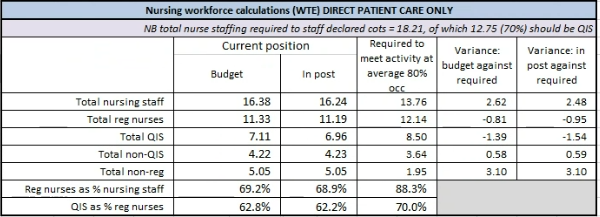 Nursing workforce calculations (WTE) DIRECT PATIENT CARE ONLY
NB total nurse staffing required to staff declared cots = 18.21, of which 12.75 (70%) should be QIS
Current position
Budget In post
Required to
meet activity at
average 80%
occ
Variance:
budget against
required
Variance: in
post against
required
Total nursing staff 16.38 16.24 13.76 2.62 2.48
Total reg nurses 11.33 11.19 12.14 -0.81 -0.95
Total QIS 7.11 6.96 8.50 -1.39 -1.54
Total non-QIS 4.22 4.23 3.64 0.58 0.59
Total non-reg 5.05 5.05 1.95 3.10 3.10
Reg nurses as % nursing staff 69.2% 68.9% 88.3%
QIS as % reg nurses 62.8% 62.2% 70.0%